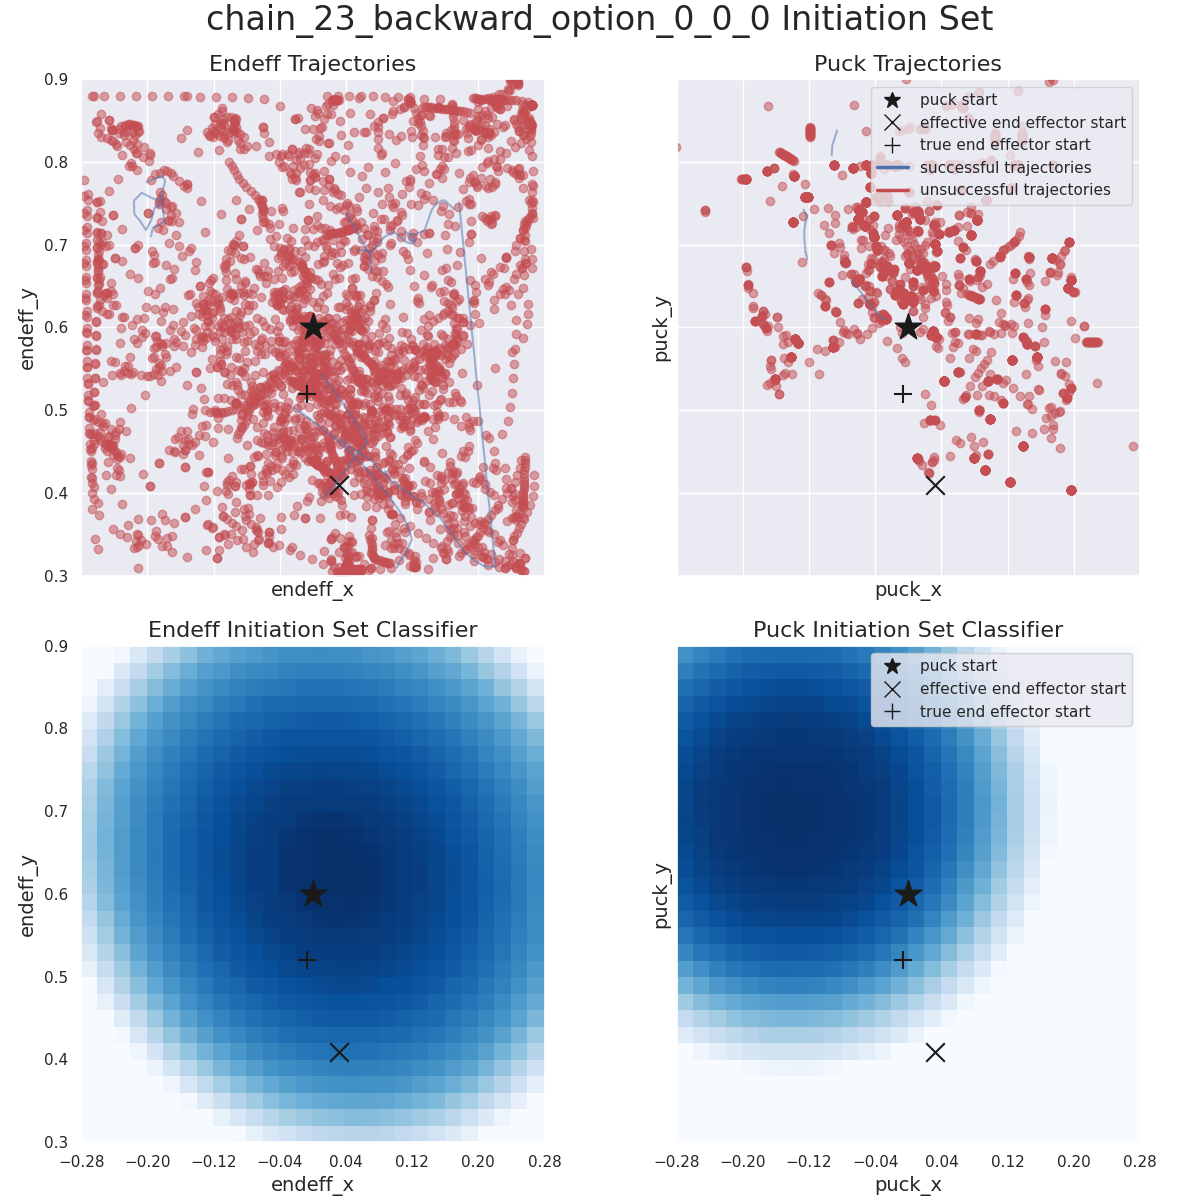 chain_23_backward_option_0_0_0 Initiation Set
Endeff Trajectories
0.9
0.8
0.7
0.6
0.5
0.4
0.3
endeff_y
endeff_x
Puck Trajectories
puck start
effective end effector start
true end effector start
successful trajectories
unsuccessful trajectories
puck_y
puck_x
Endeff Initiation Set Classifier
0.9
0.8
0.7
0.6
0.5
0.4
0.3
endeff_y
−0.28 −0.20 −0.12 −0.04 0.04 0.12 0.20 0.28
endeff_x
Puck Initiation Set Classifier
puck start
effective end effector start
true end effector start
puck_y
−0.28 −0.20 −0.12 −0.04 0.04 0.12 0.20 0.28
puck_x